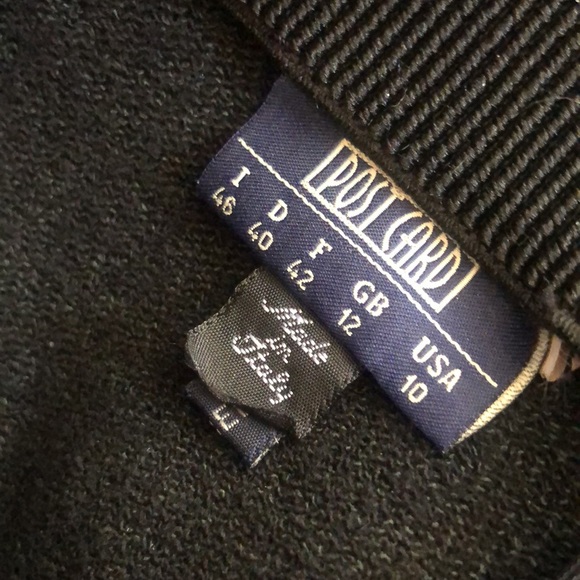 POST CARD
I D F GB USA
46 40 42 12 10
Made
in
Italy